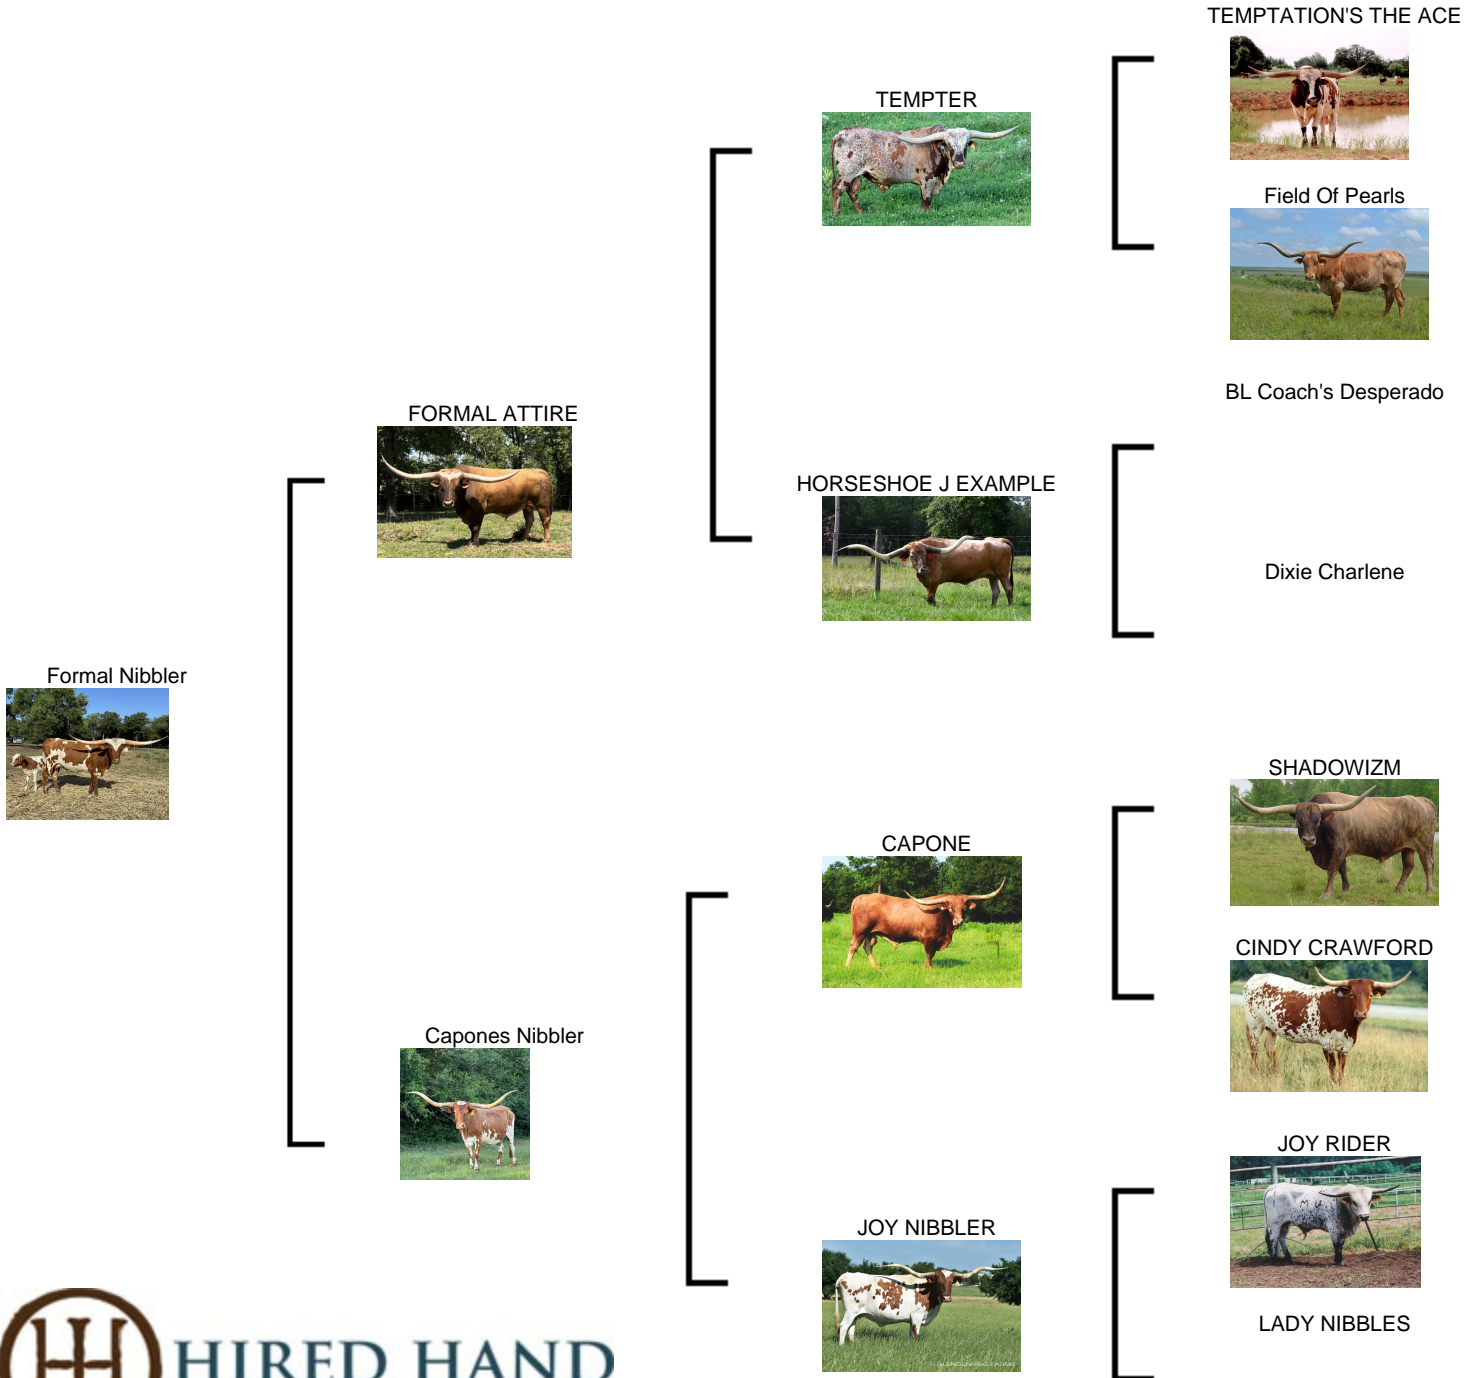 TEMPTATION'S THE ACE
TEMPTER
Field Of Pearls
BL Coach's Desperado
FORMAL ATTIRE
HORSESHOE J EXAMPLE
Dixie Charlene
Formal Nibbler
SHADOWIZM
CAPONE
CINDY CRAWFORD
Capones Nibbler
JOY RIDER
JOY NIBBLER
LADY NIBBLES
HIRED HAND